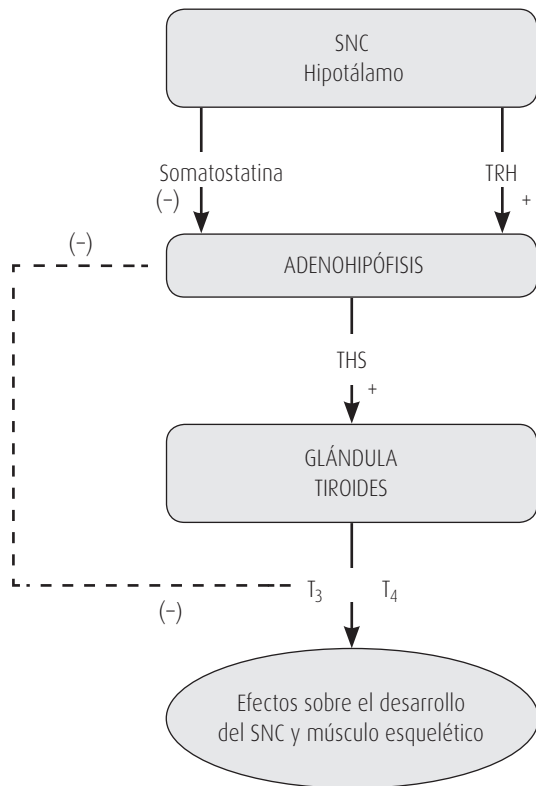 SNC
Hipotálamo
Somatostatina
(−)
TRH
+
(−)
ADENOHIPÓFISIS
THS
+
GLÁNDULA
TIROIDES
T₃
T₄
(−)
Efectos sobre el desarrollo
del SNC y músculo esquelético